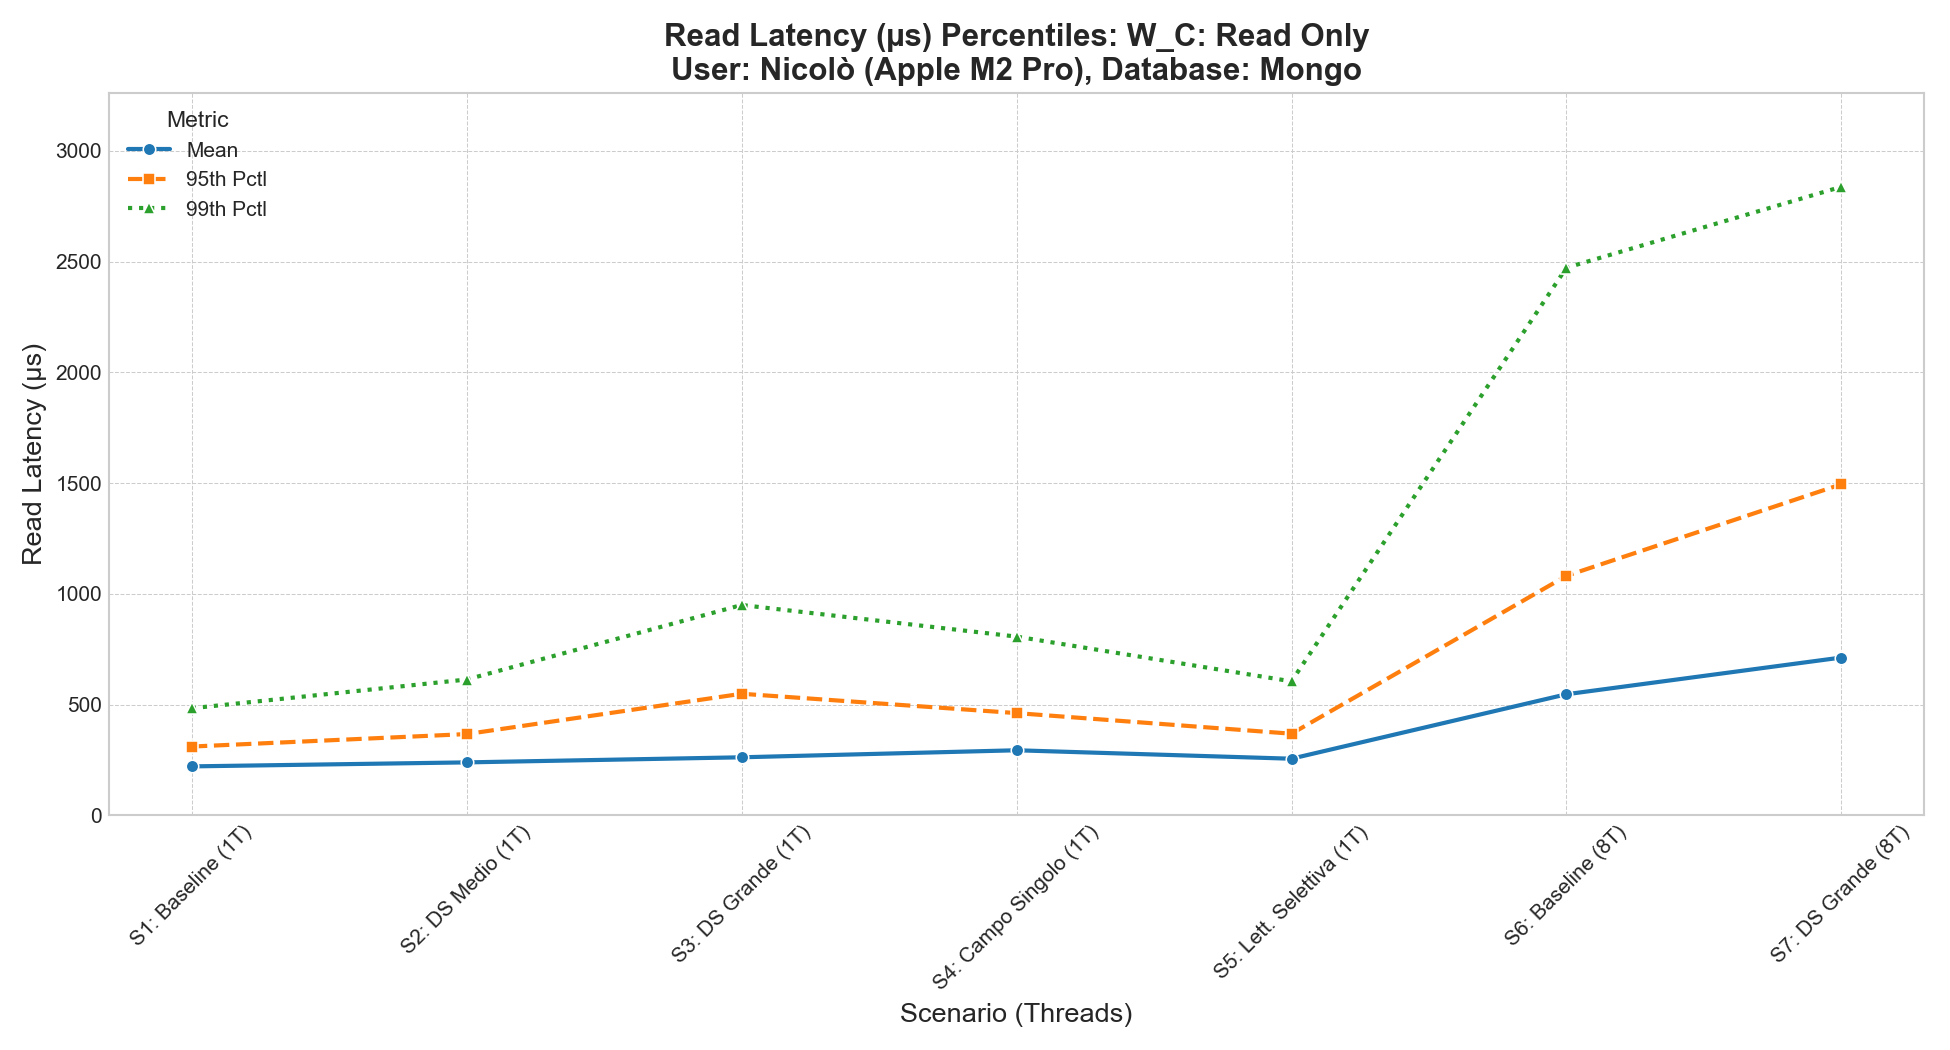 Read Latency (µs) Percentiles: W_C: Read Only
User: Nicolò (Apple M2 Pro), Database: Mongo
Metric
Mean
95th Pctl
99th Pctl
Read Latency (µs)
3000
2500
2000
1500
1000
500
0
S1: Baseline (1T)
S2: DS Medio (1T)
S3: DS Grande (1T)
S4: Campo Singolo (1T)
S5: Lett. Selettiva (1T)
S6: Baseline (8T)
S7: DS Grande (8T)
Scenario (Threads)